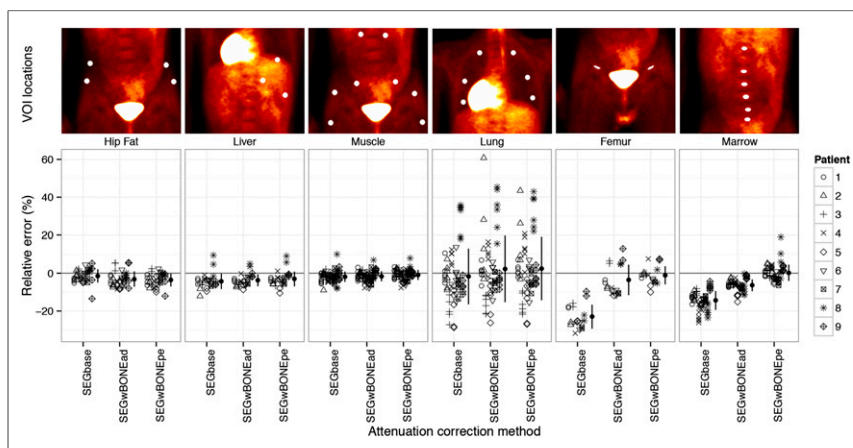 VOI locations
Hip Fat
Liver
Muscle
Lung
Femur
Marrow
Relative error (%)
60
40
20
0
−20
SEGbase
SEGwBONEad
SEGwBONEpe
SEGbase
SEGwBONEad
SEGwBONEpe
SEGbase
SEGwBONEad
SEGwBONEpe
SEGbase
SEGwBONEad
SEGwBONEpe
SEGbase
SEGwBONEad
SEGwBONEpe
SEGbase
SEGwBONEad
SEGwBONEpe
Attenuation correction method
Patient
1
2
3
4
5
6
7
8
9